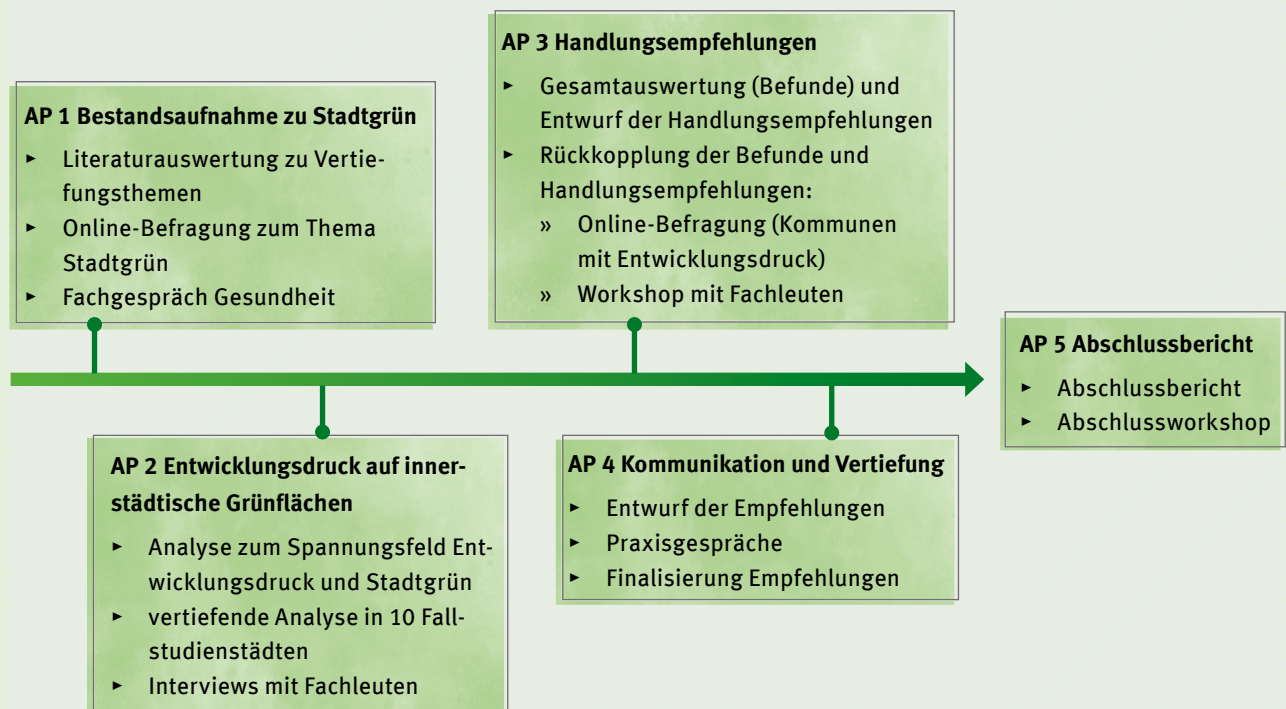 AP 1 Bestandsaufnahme zu Stadtgrün
► Literaturauswertung zu Vertie-
fungsthemen
► Online-Befragung zum Thema
Stadtgrün
► Fachgespräch Gesundheit
AP 2 Entwicklungsdruck auf inner-
städtische Grünflächen
► Analyse zum Spannungsfeld Ent-
wicklungsdruck und Stadtgrün
► vertiefende Analyse in 10 Fall-
studienstädten
► Interviews mit Fachleuten
AP 3 Handlungsempfehlungen
► Gesamtauswertung (Befunde) und
Entwurf der Handlungsempfehlungen
► Rückkopplung der Befunde und
Handlungsempfehlungen:
» Online-Befragung (Kommunen
mit Entwicklungsdruck)
» Workshop mit Fachleuten
AP 4 Kommunikation und Vertiefung
► Entwurf der Empfehlungen
► Praxisgespräche
► Finalisierung Empfehlungen
AP 5 Abschlussbericht
► Abschlussbericht
► Abschlussworkshop